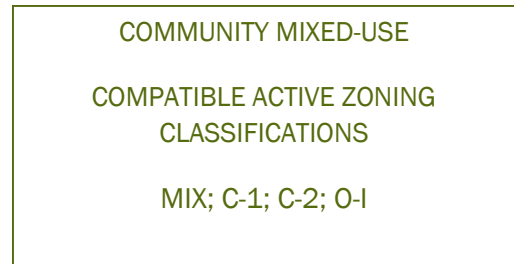 COMMUNITY MIXED-USE
COMPATIBLE ACTIVE ZONING
CLASSIFICATIONS
MIX; C-1; C-2; O-I